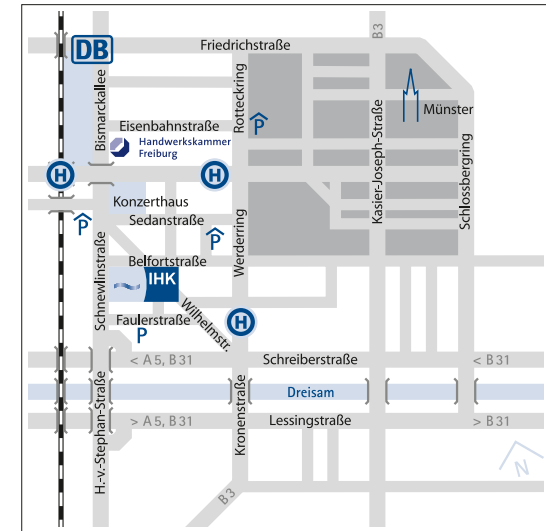 B3
Friedrichstraße
DB
Bismarckallee
Rotteckring
Münster
P
Eisenbahnstraße
Handwerkskammer
Freiburg
Kasier-Joseph-Straße
Schlossbergring
H
H
Konzerthaus
Sedanstraße
P
P
Werderring
Belfortstraße
IHK
Schnewlinstraße
Wilhelmstr.
Faulerstraße
H
P
< A 5, B 31
Schreiberstraße
< B 31
Dreisam
H.-v.-Stephan-Straße
Kronenstraße
> A 5, B 31
Lessingstraße
> B 31
N
B3